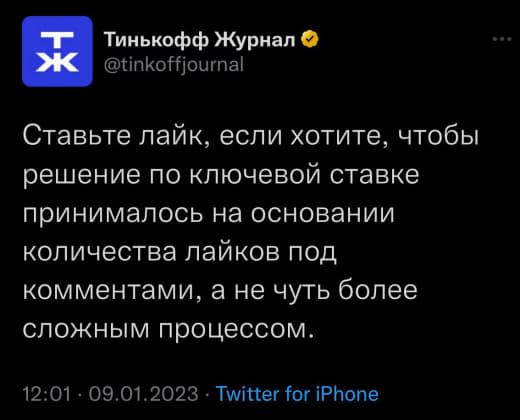 Т
Ж
Тинькофф Журнал
@tinkoffjournal
Ставьте лайк, если хотите, чтобы
решение по ключевой ставке
принималось на основании
количества лайков под
комментами, а не чуть более
сложным процессом.
12:01 · 09.01.2023 · Twitter for iPhone